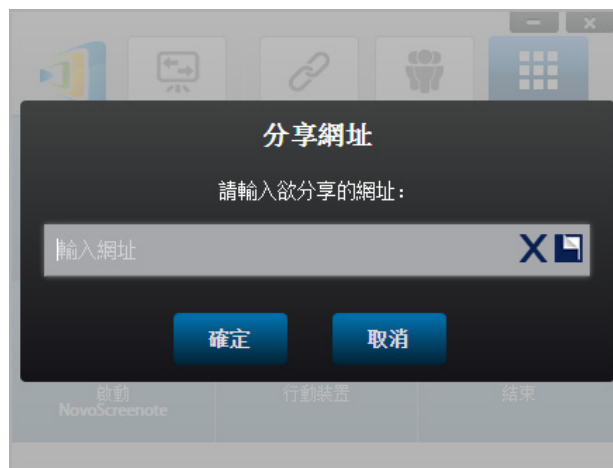 分享網址
請輸入欲分享的網址：
輸入網址
確定
取消
啟動
NovoScreenote
行動裝置
結束